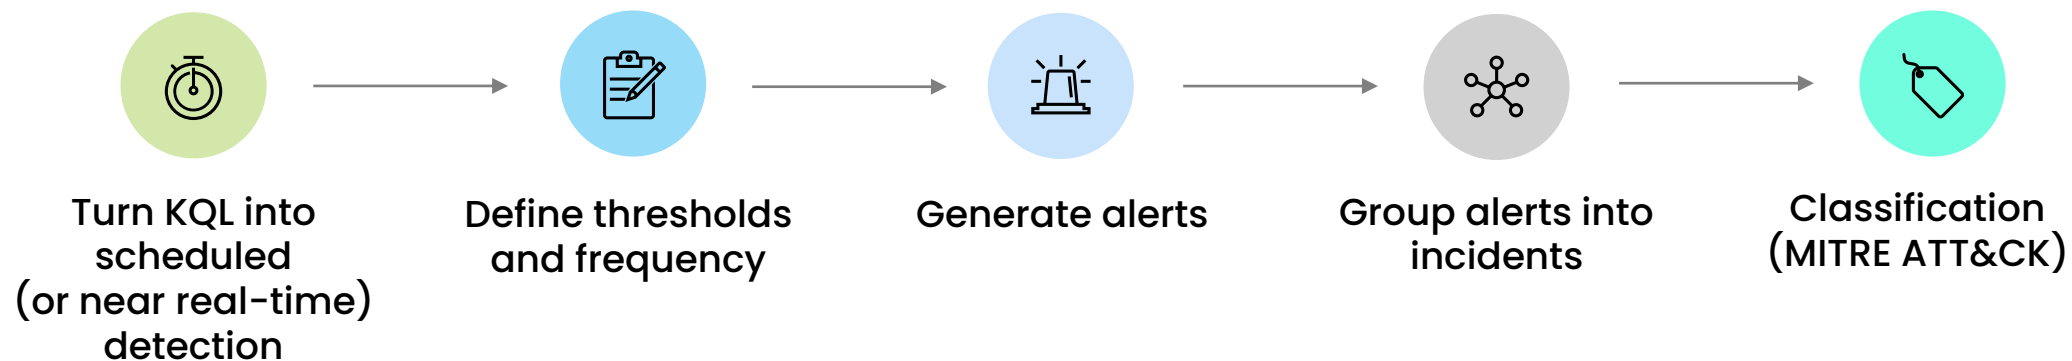 Turn KQL into
scheduled
(or near real-time)
detection
Define thresholds
and frequency
Generate alerts
Group alerts into
incidents
Classification
(MITRE ATT&CK)